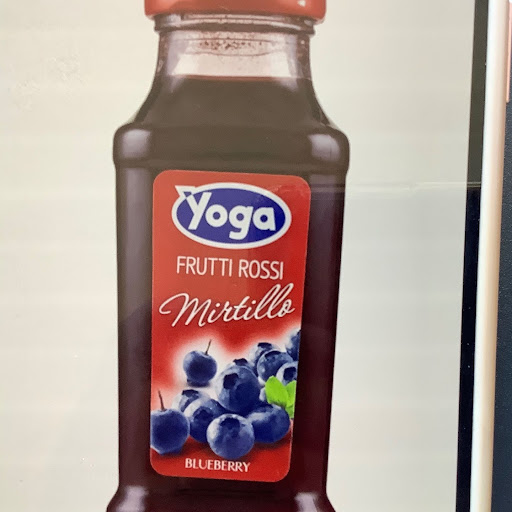 Yoga
FRUTTI ROSSI
Mirtillo
BLUEBERRY